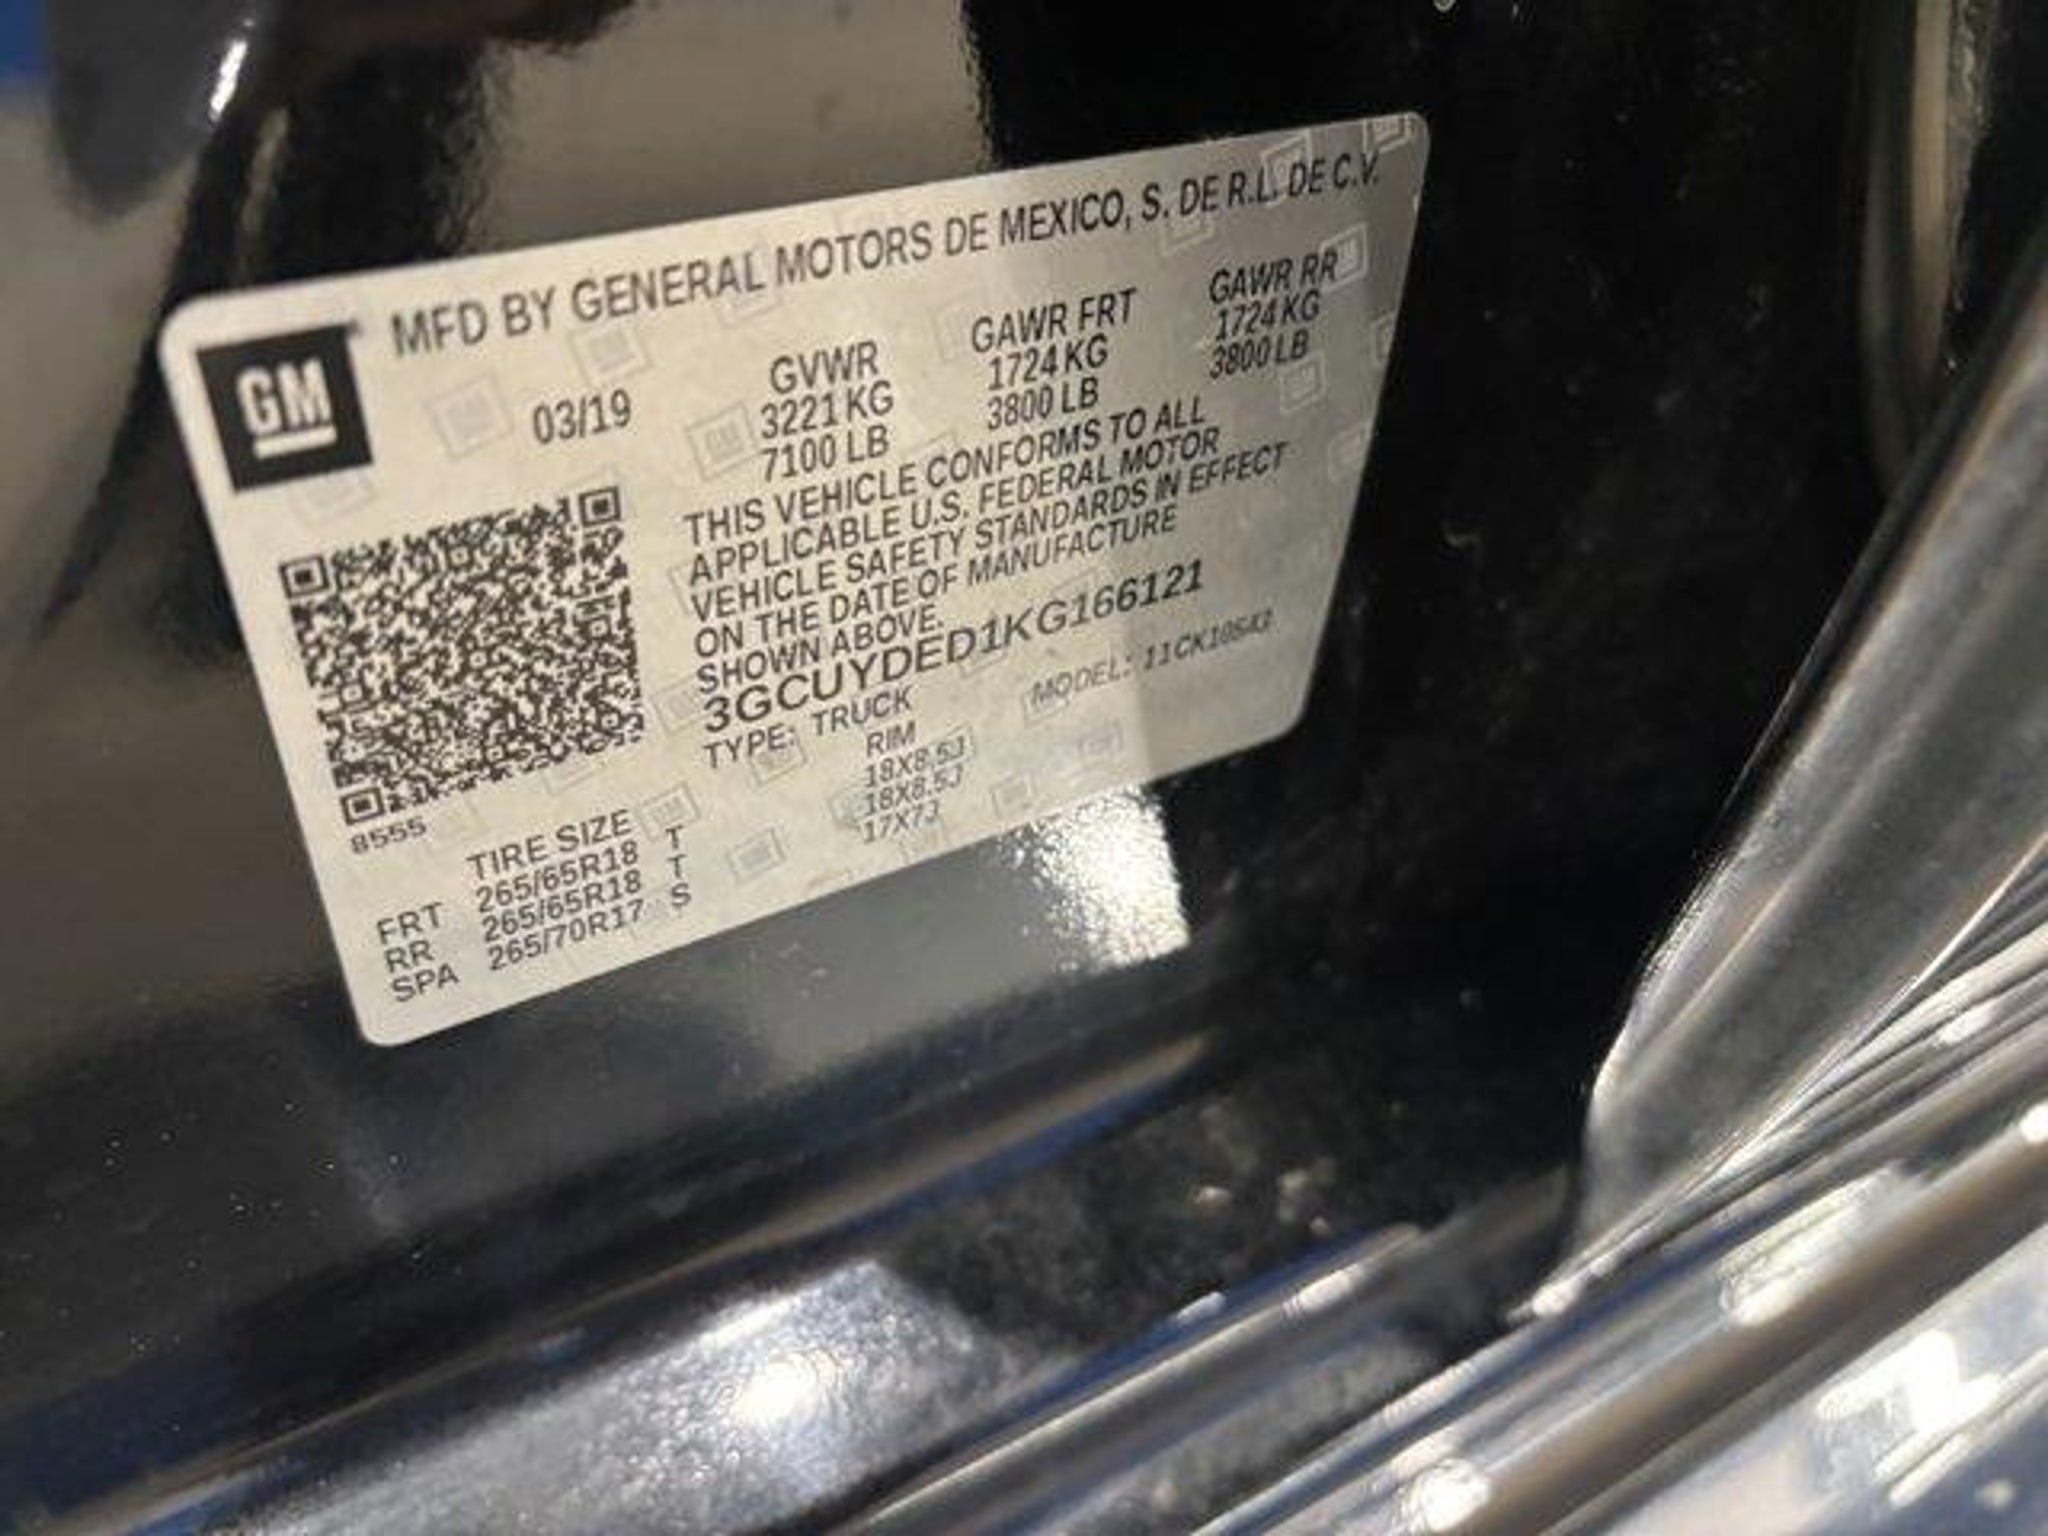 MFD BY GENERAL MOTORS DE MEXICO, S. DE R.L. DE C.V.
GM
03/19 GVWR GAWR FRT GAWR RR
3221 KG 1724 KG 1724 KG
7100 LB 3800 LB 3800 LB
THIS VEHICLE CONFORMS TO ALL
APPLICABLE U.S. FEDERAL MOTOR
VEHICLE SAFETY STANDARDS IN EFFECT
ON THE DATE OF MANUFACTURE
SHOWN ABOVE.
3GCUYDED1KG166121
TYPE: TRUCK MODEL: 11CK10543
8555
TIRE SIZE RIM
FRT 265/65R18 T 18X8.5J
RR 265/65R18 T 18X8.5J
SPA 265/70R17 S 17X7J